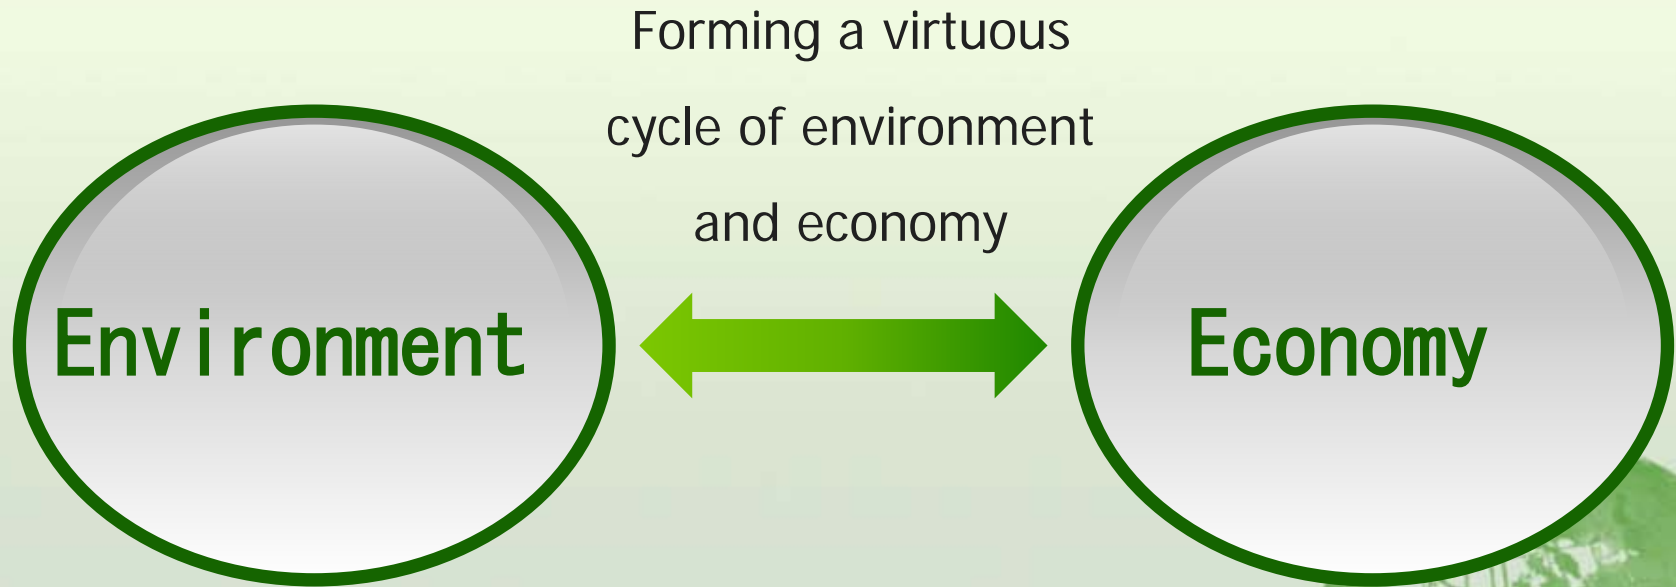 Forming a virtuous
cycle of environment
and economy
Environment
Economy